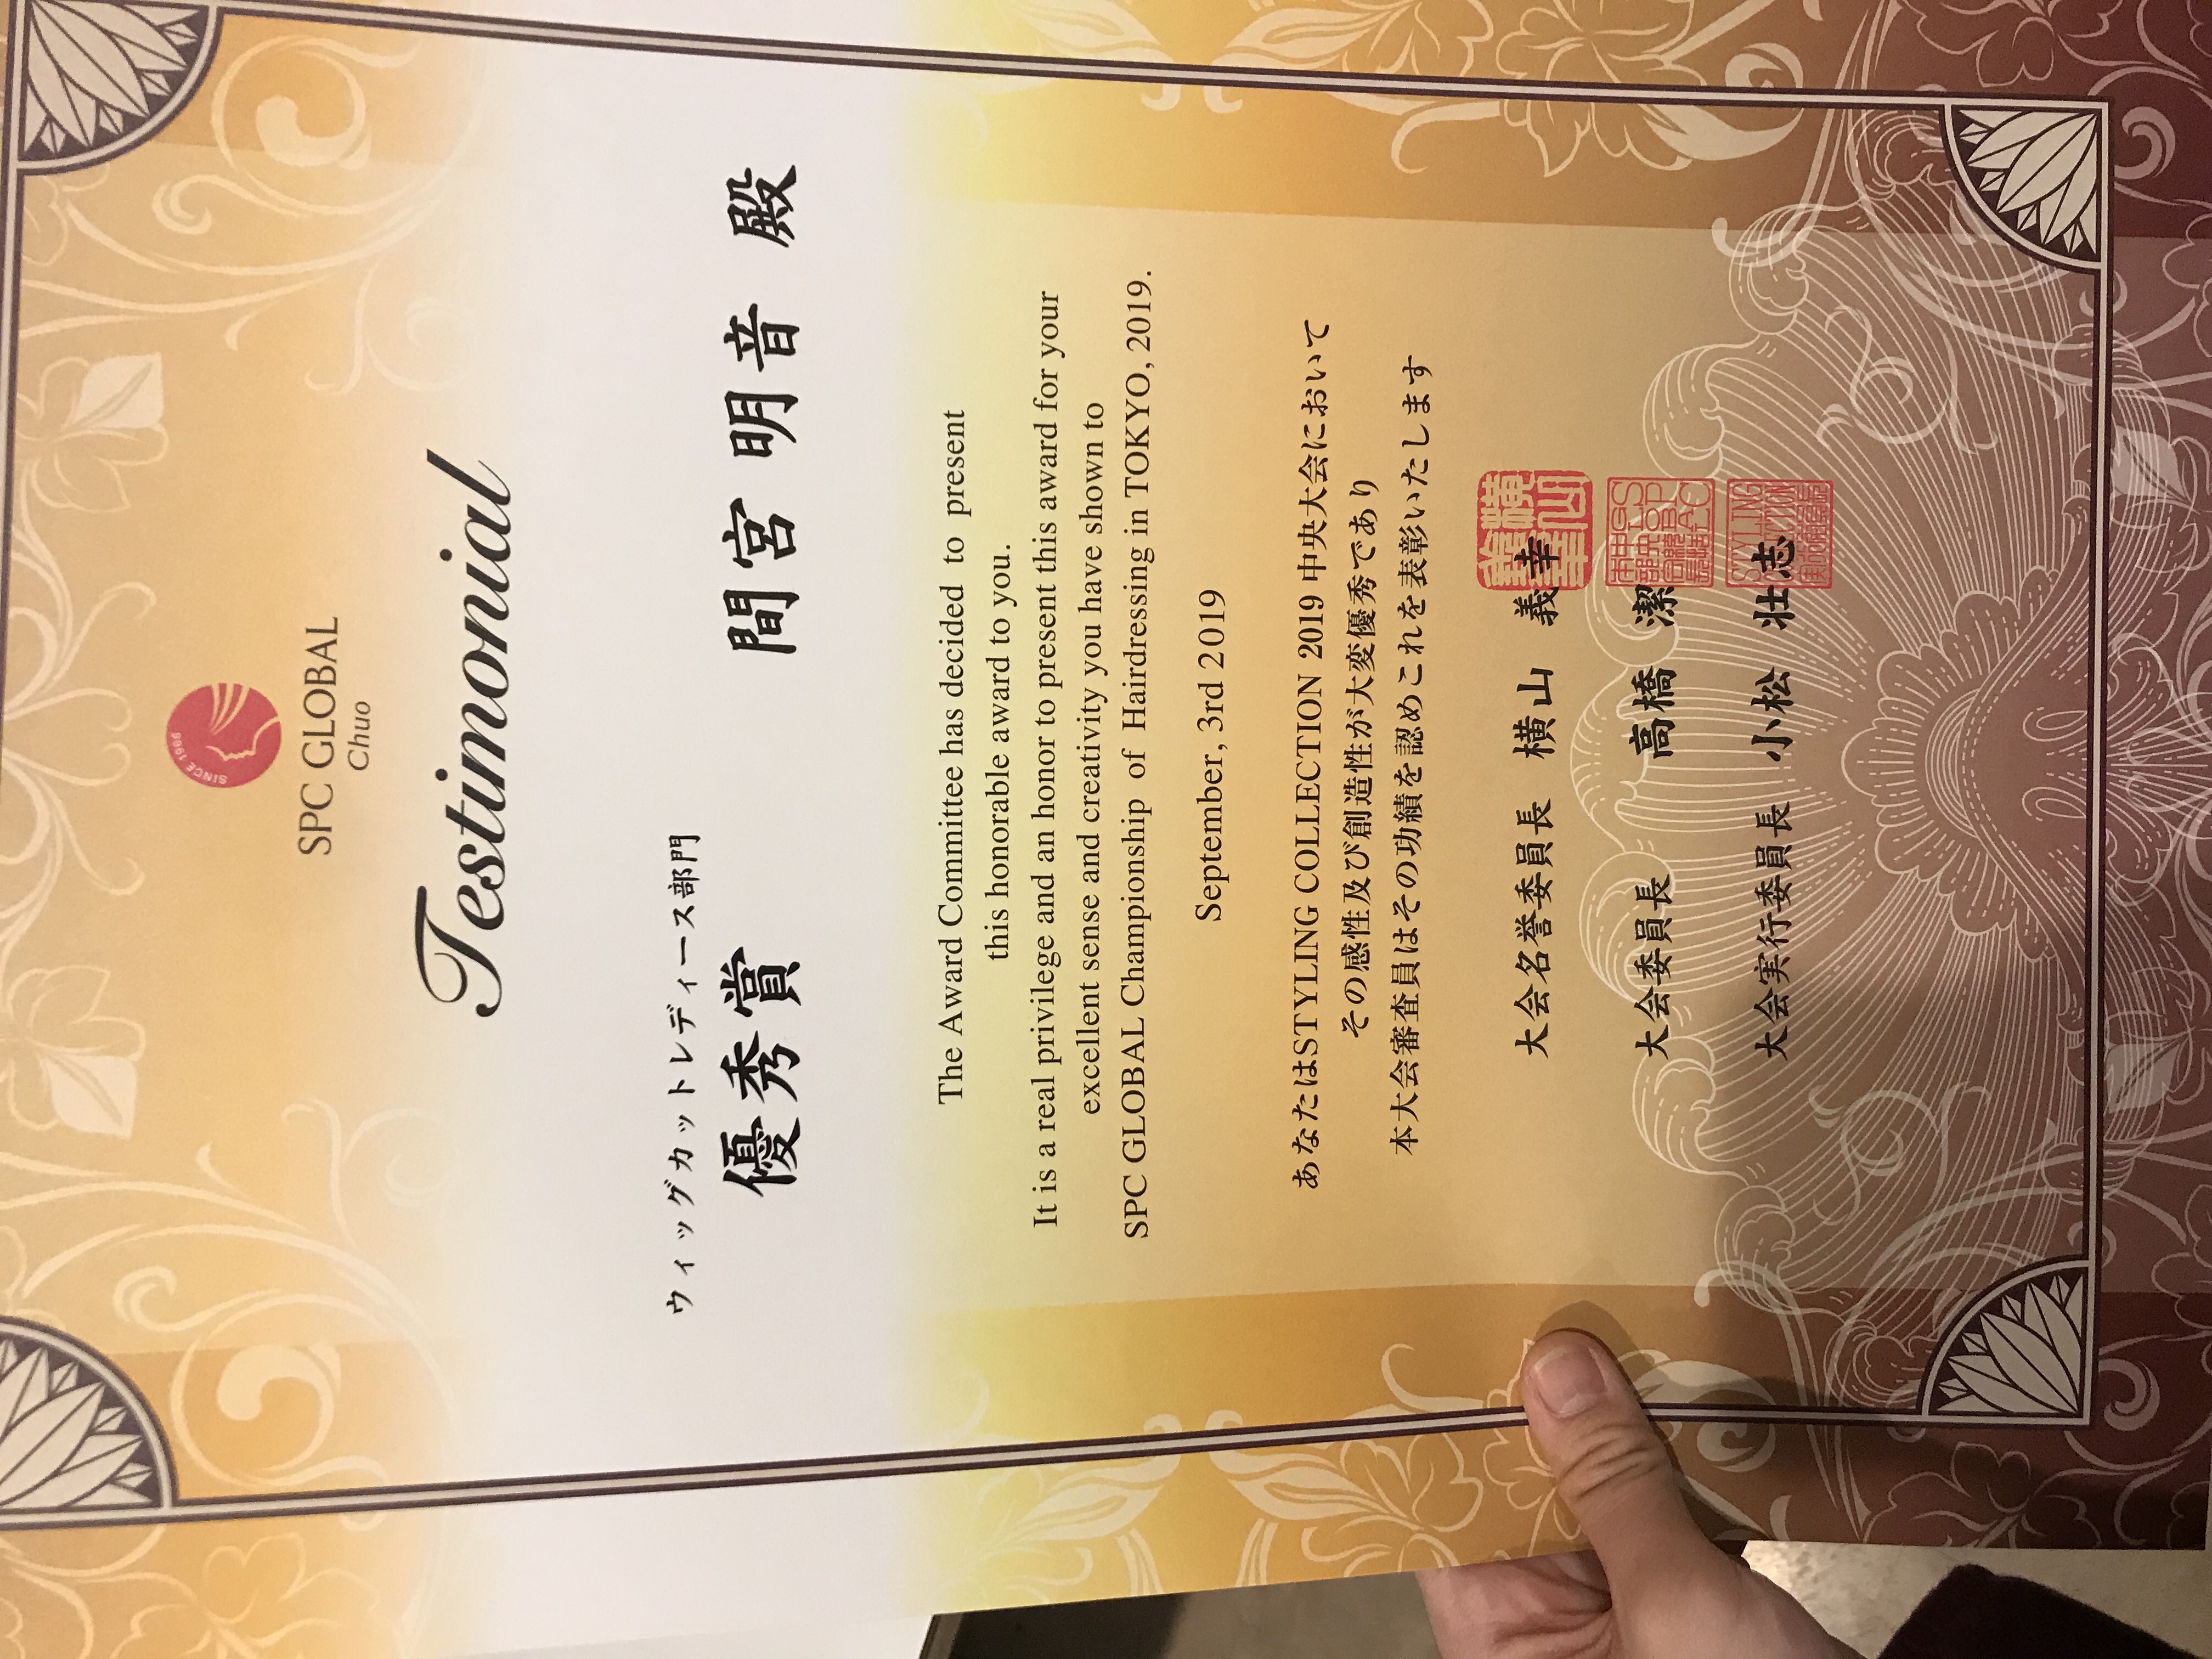 SINCE 1996
SPC GLOBAL
Chuo
Testimonial
ウィッグカットレディース部門
優秀賞 間宮明音 殿
The Award Committee has decided to present
this honorable award to you.
It is a real privilege and an honor to present this award for your
excellent sense and creativity you have shown to
SPC GLOBAL Championship of Hairdressing in TOKYO, 2019.
September, 3rd 2019
あなたはSTYLING COLLECTION 2019 中央大会において
その感性及び創造性が大変優秀であり
本大会審査員はその功績を認めこれを表彰いたします
大会名誉委員長 横山 義幸
大会委員長 高橋 潔
大会実行委員長 小松 壮志